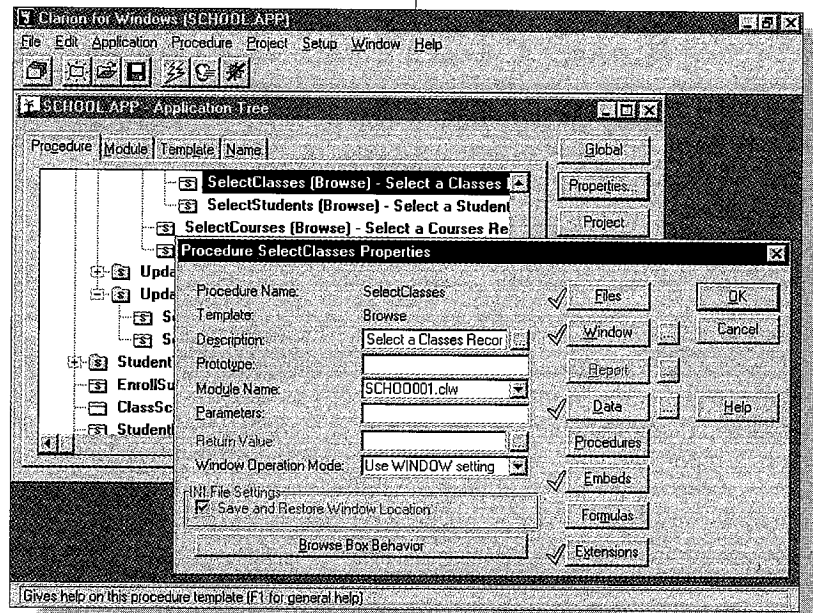 Clarion for Windows (SCHOOL.APP)
File Edit Application Procedure Project Setup Window Help
SCHOOL.APP - Application Tree
Procedure Module Template Name
Global
Properties...
Project
SelectClasses (Browse) - Select a Classes
SelectStudents (Browse) - Select a Student
SelectCourses (Browse) - Select a Courses Re
Upda
Upda
S
S
Student
EnrollSu
ClassSc
Student
Procedure SelectClasses Properties
Procedure Name: SelectClasses
Template: Browse
Description: Select a Classes Recor ...
Prototype:
Module Name: SCHOO001.clw
Parameters:
Return Value: ...
Window Operation Mode: Use WINDOW setting
INI File Settings
Save and Restore Window Location
Browse Box Behavior
Files
Window ...
Report ...
Data ...
Procedures
Embeds
Formulas
Extensions
OK
Cancel
Help
Gives help on this procedure template (F1 for general help)